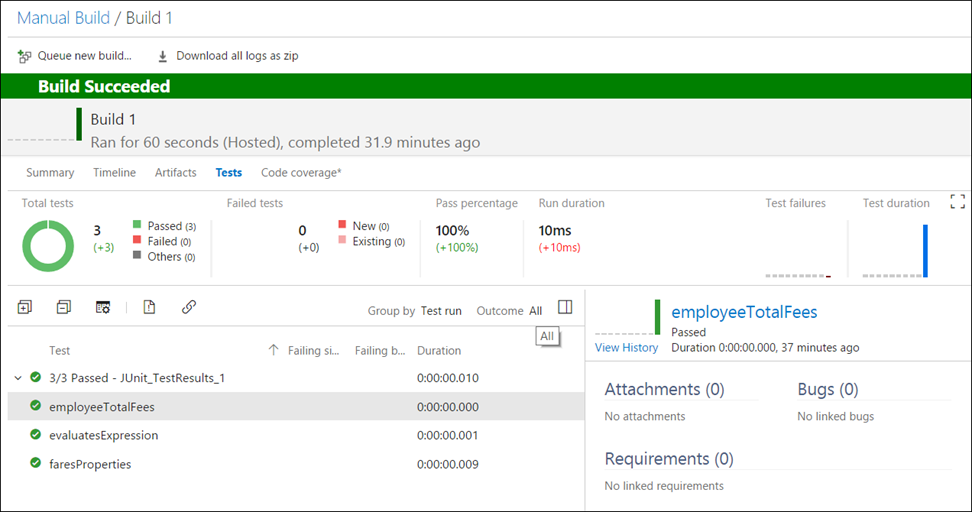 Manual Build / Build 1
Queue new build... Download all logs as zip
Build Succeeded
Build 1
Ran for 60 seconds (Hosted), completed 31.9 minutes ago
Summary Timeline Artifacts Tests Code coverage*
Total tests Failed tests Pass percentage Run duration Test failures Test duration
3 Passed (3) 0 New (0) 100% 10ms
(+3) Failed (0) (+0) Existing (0) (+100%) (+10ms)
Others (0)
Group by Test run Outcome All
All
Test Failing si... Failing b... Duration
3/3 Passed - JUnit_TestResults_1 0:00:00.010
employeeTotalFees 0:00:00.000
evaluatesExpression 0:00:00.001
faresProperties 0:00:00.009
employeeTotalFees
Passed
View History Duration 0:00:00.000, 37 minutes ago
Attachments (0) Bugs (0)
No attachments No linked bugs
Requirements (0)
No linked requirements